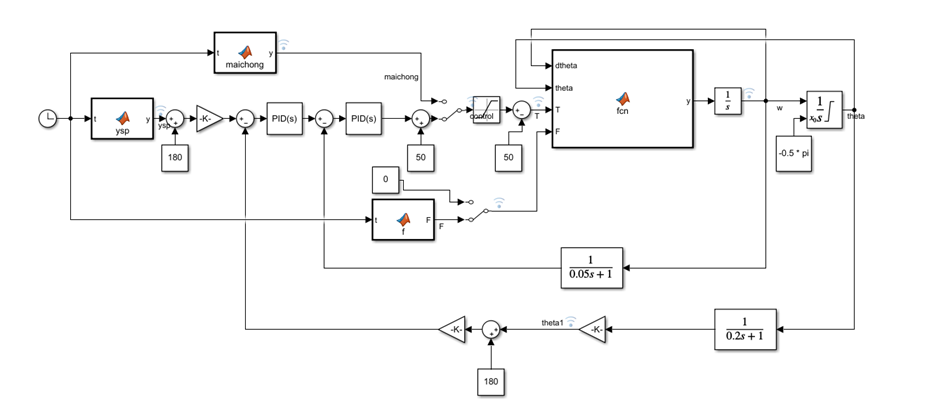 t
y
maichong
maichong
t
y
ysp
ysp
180
-K-
PID(s)
PID(s)
50
control
50
T
dtheta
theta
T
F
fcn
y
1
s
w
1
x₀ s
theta
-0.5 * pi
0
t
F
f
F
1
0.05s + 1
1
0.2s + 1
-K-
theta1
-K-
180